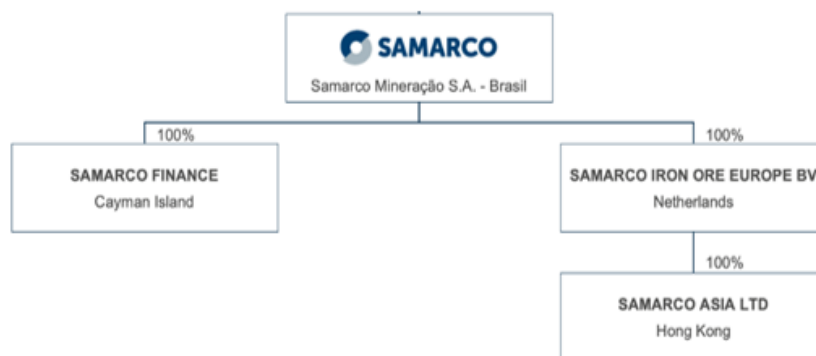 SAMARCO
Samarco Mineração S.A. - Brasil
100%
100%
SAMARCO FINANCE
Cayman Island
SAMARCO IRON ORE EUROPE BV
Netherlands
100%
SAMARCO ASIA LTD
Hong Kong